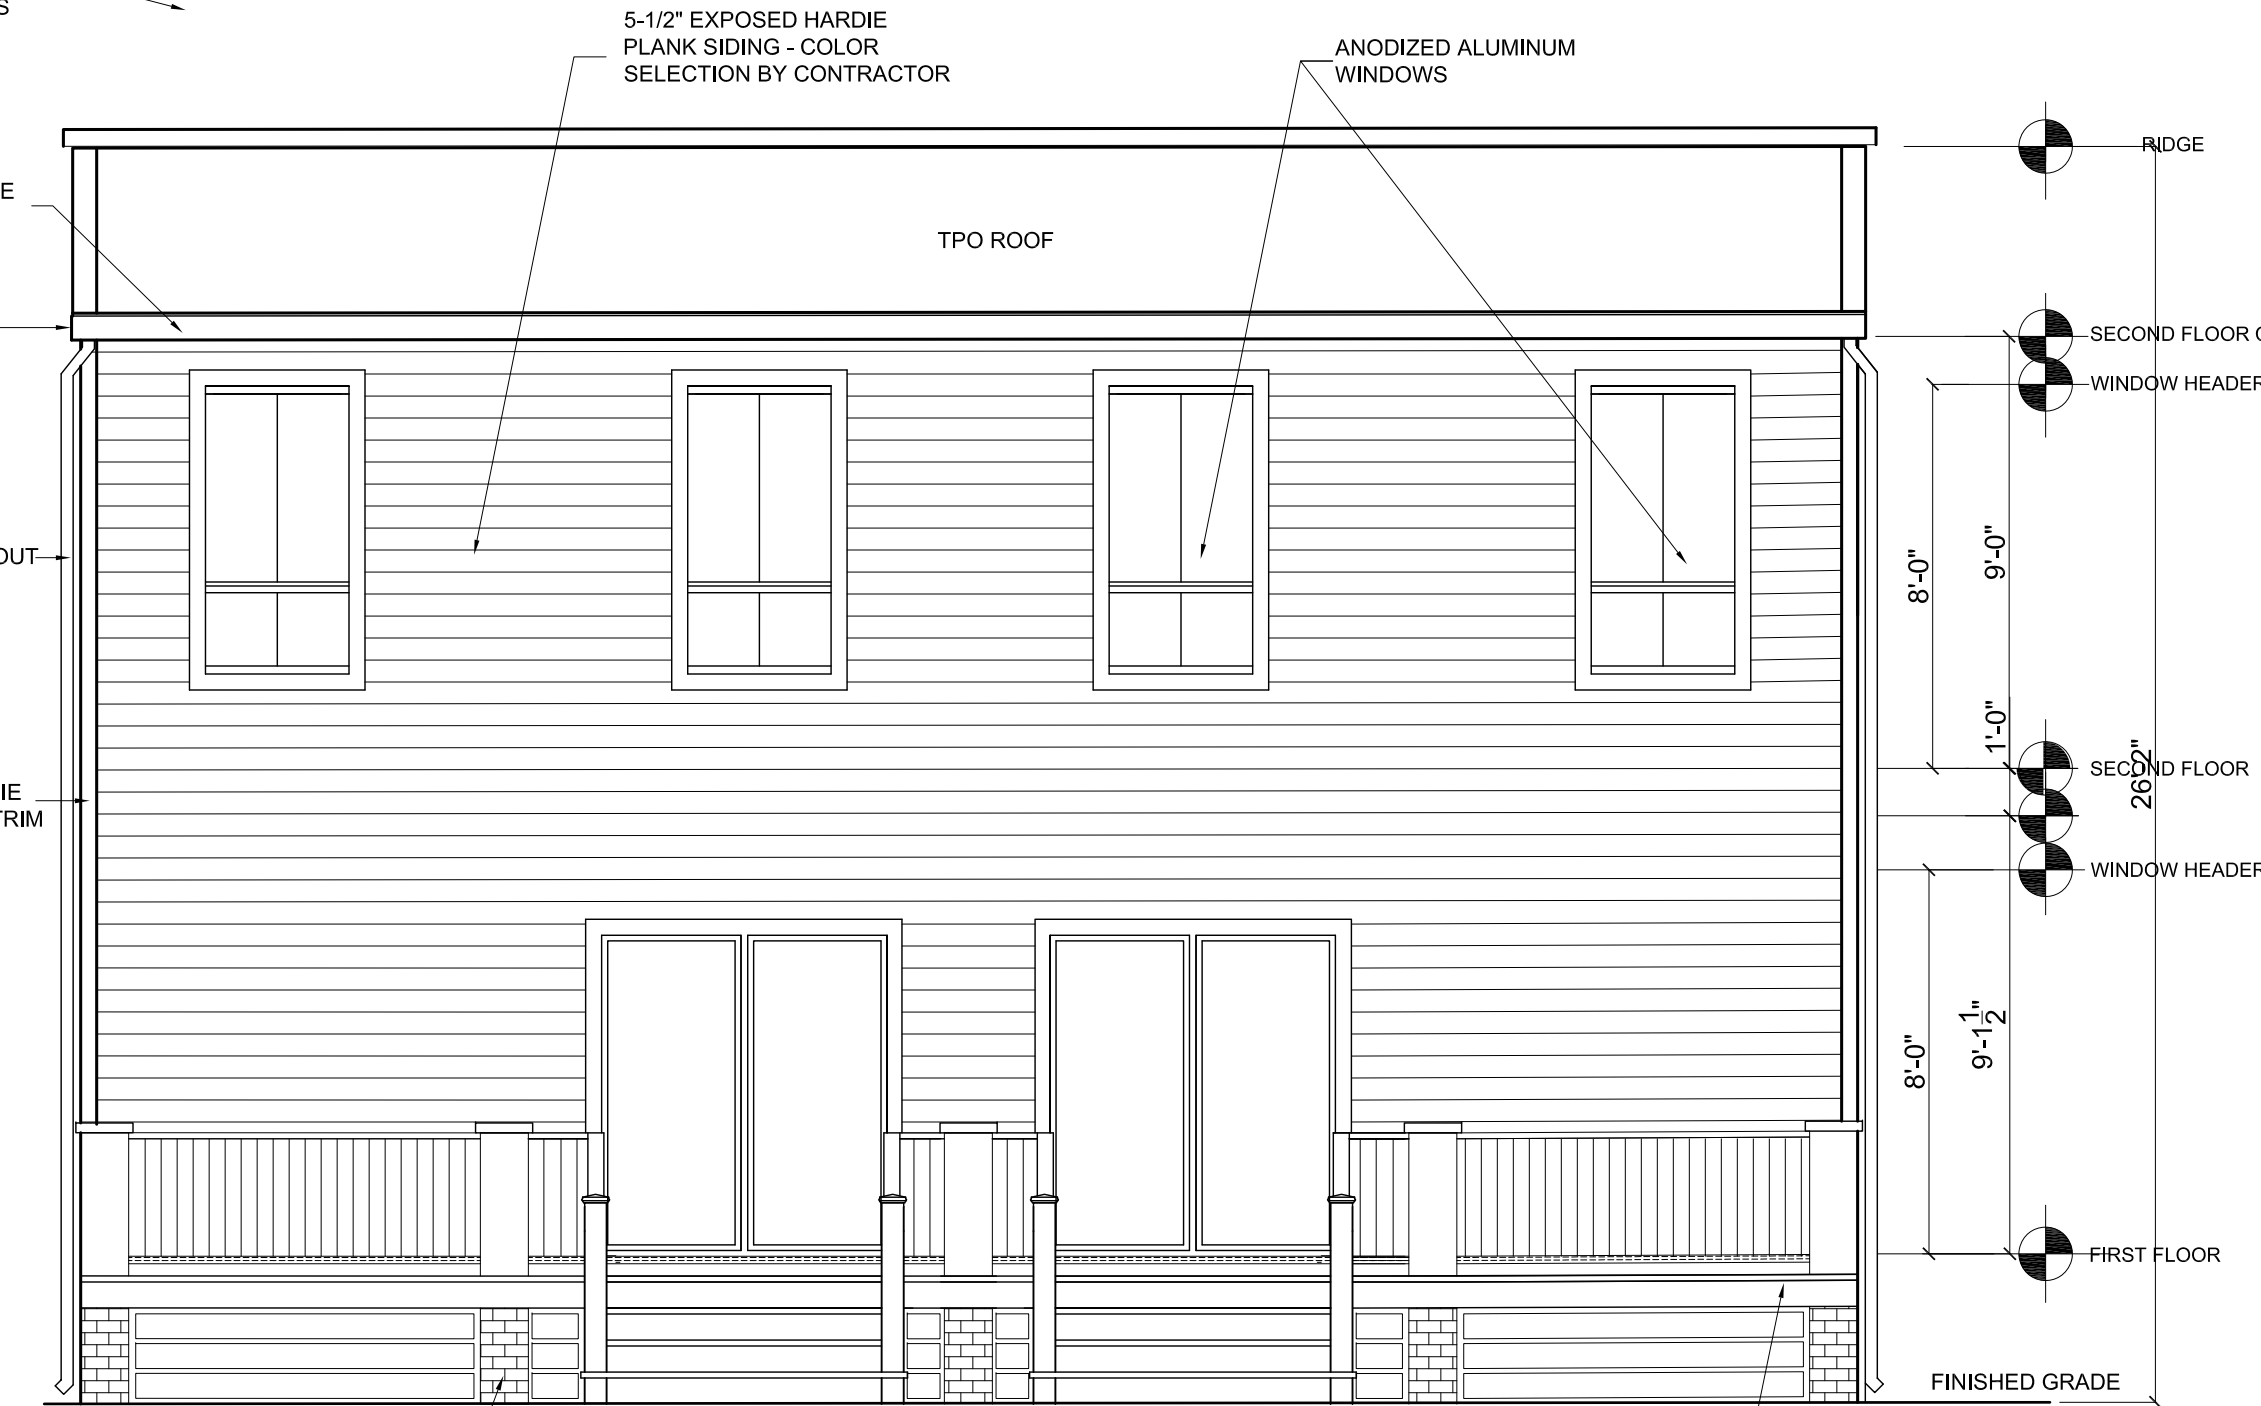 S
5-1/2" EXPOSED HARDIE
PLANK SIDING - COLOR
SELECTION BY CONTRACTOR
ANODIZED ALUMINUM
WINDOWS
RIDGE
E
TPO ROOF
SECOND FLOOR C
WINDOW HEADER
OUT
8'-0"
9'-0"
1'-0"
26'-2"
SECOND FLOOR
IE
TRIM
WINDOW HEADER
8'-0"
9'-1 1/2"
FIRST FLOOR
FINISHED GRADE